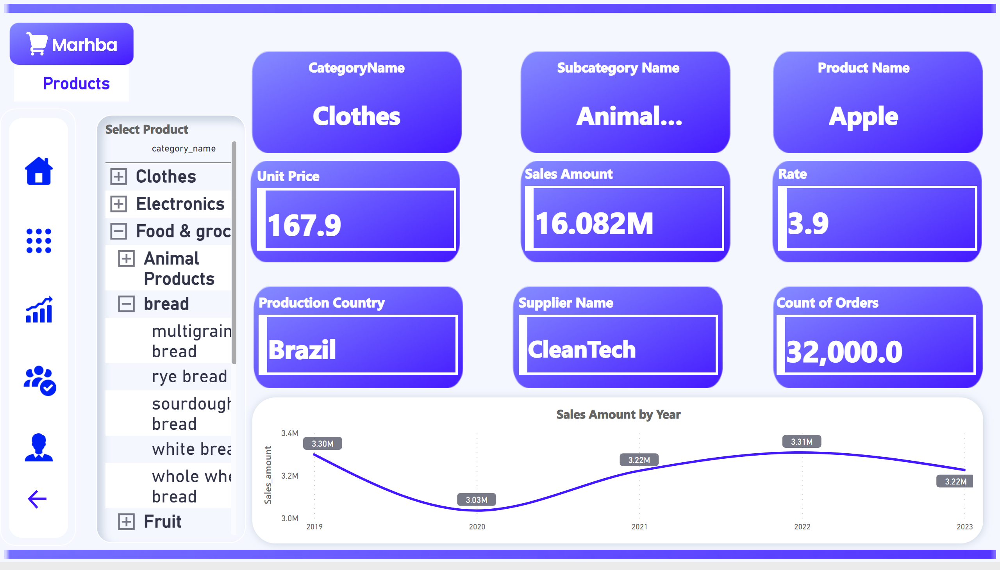 Marhba
Products
Select Product
category_name
Clothes
Electronics
Food & groc
Animal
Products
bread
multigrain
bread
rye bread
sourdough
bread
white brea
whole whe
bread
Fruit
CategoryName
Clothes
Subcategory Name
Animal...
Product Name
Apple
Unit Price
167.9
Sales Amount
16.082M
Rate
3.9
Production Country
Brazil
Supplier Name
CleanTech
Count of Orders
32,000.0
Sales Amount by Year
Sales_amount
3.4M
3.2M
3.0M
3.30M
3.03M
3.22M
3.31M
3.22M
2019
2020
2021
2022
2023